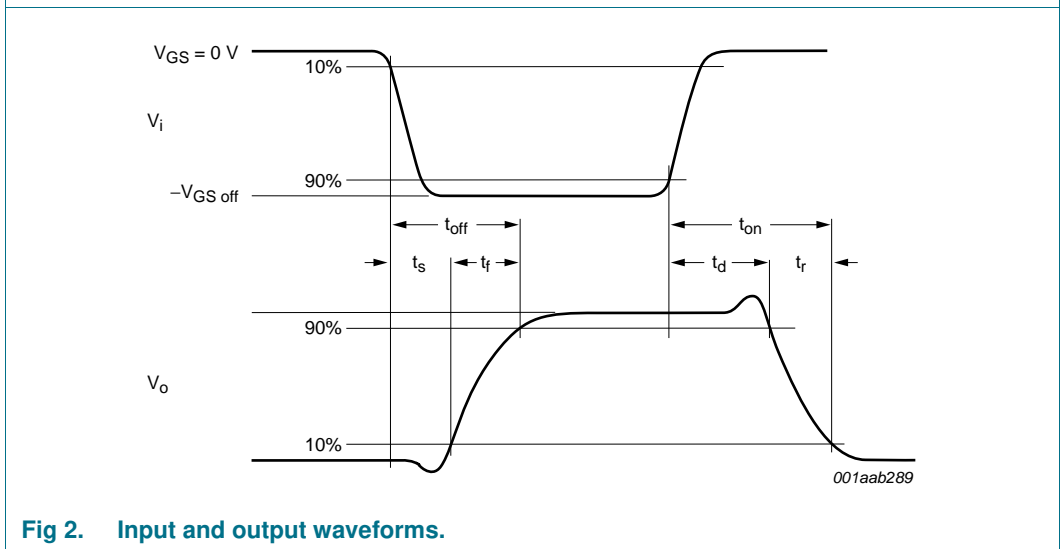 VGS = 0 V
10%
Vi
90%
−VGS off
toff
ton
ts
tf
td
tr
90%
Vo
10%
001aab289
Fig 2. Input and output waveforms.